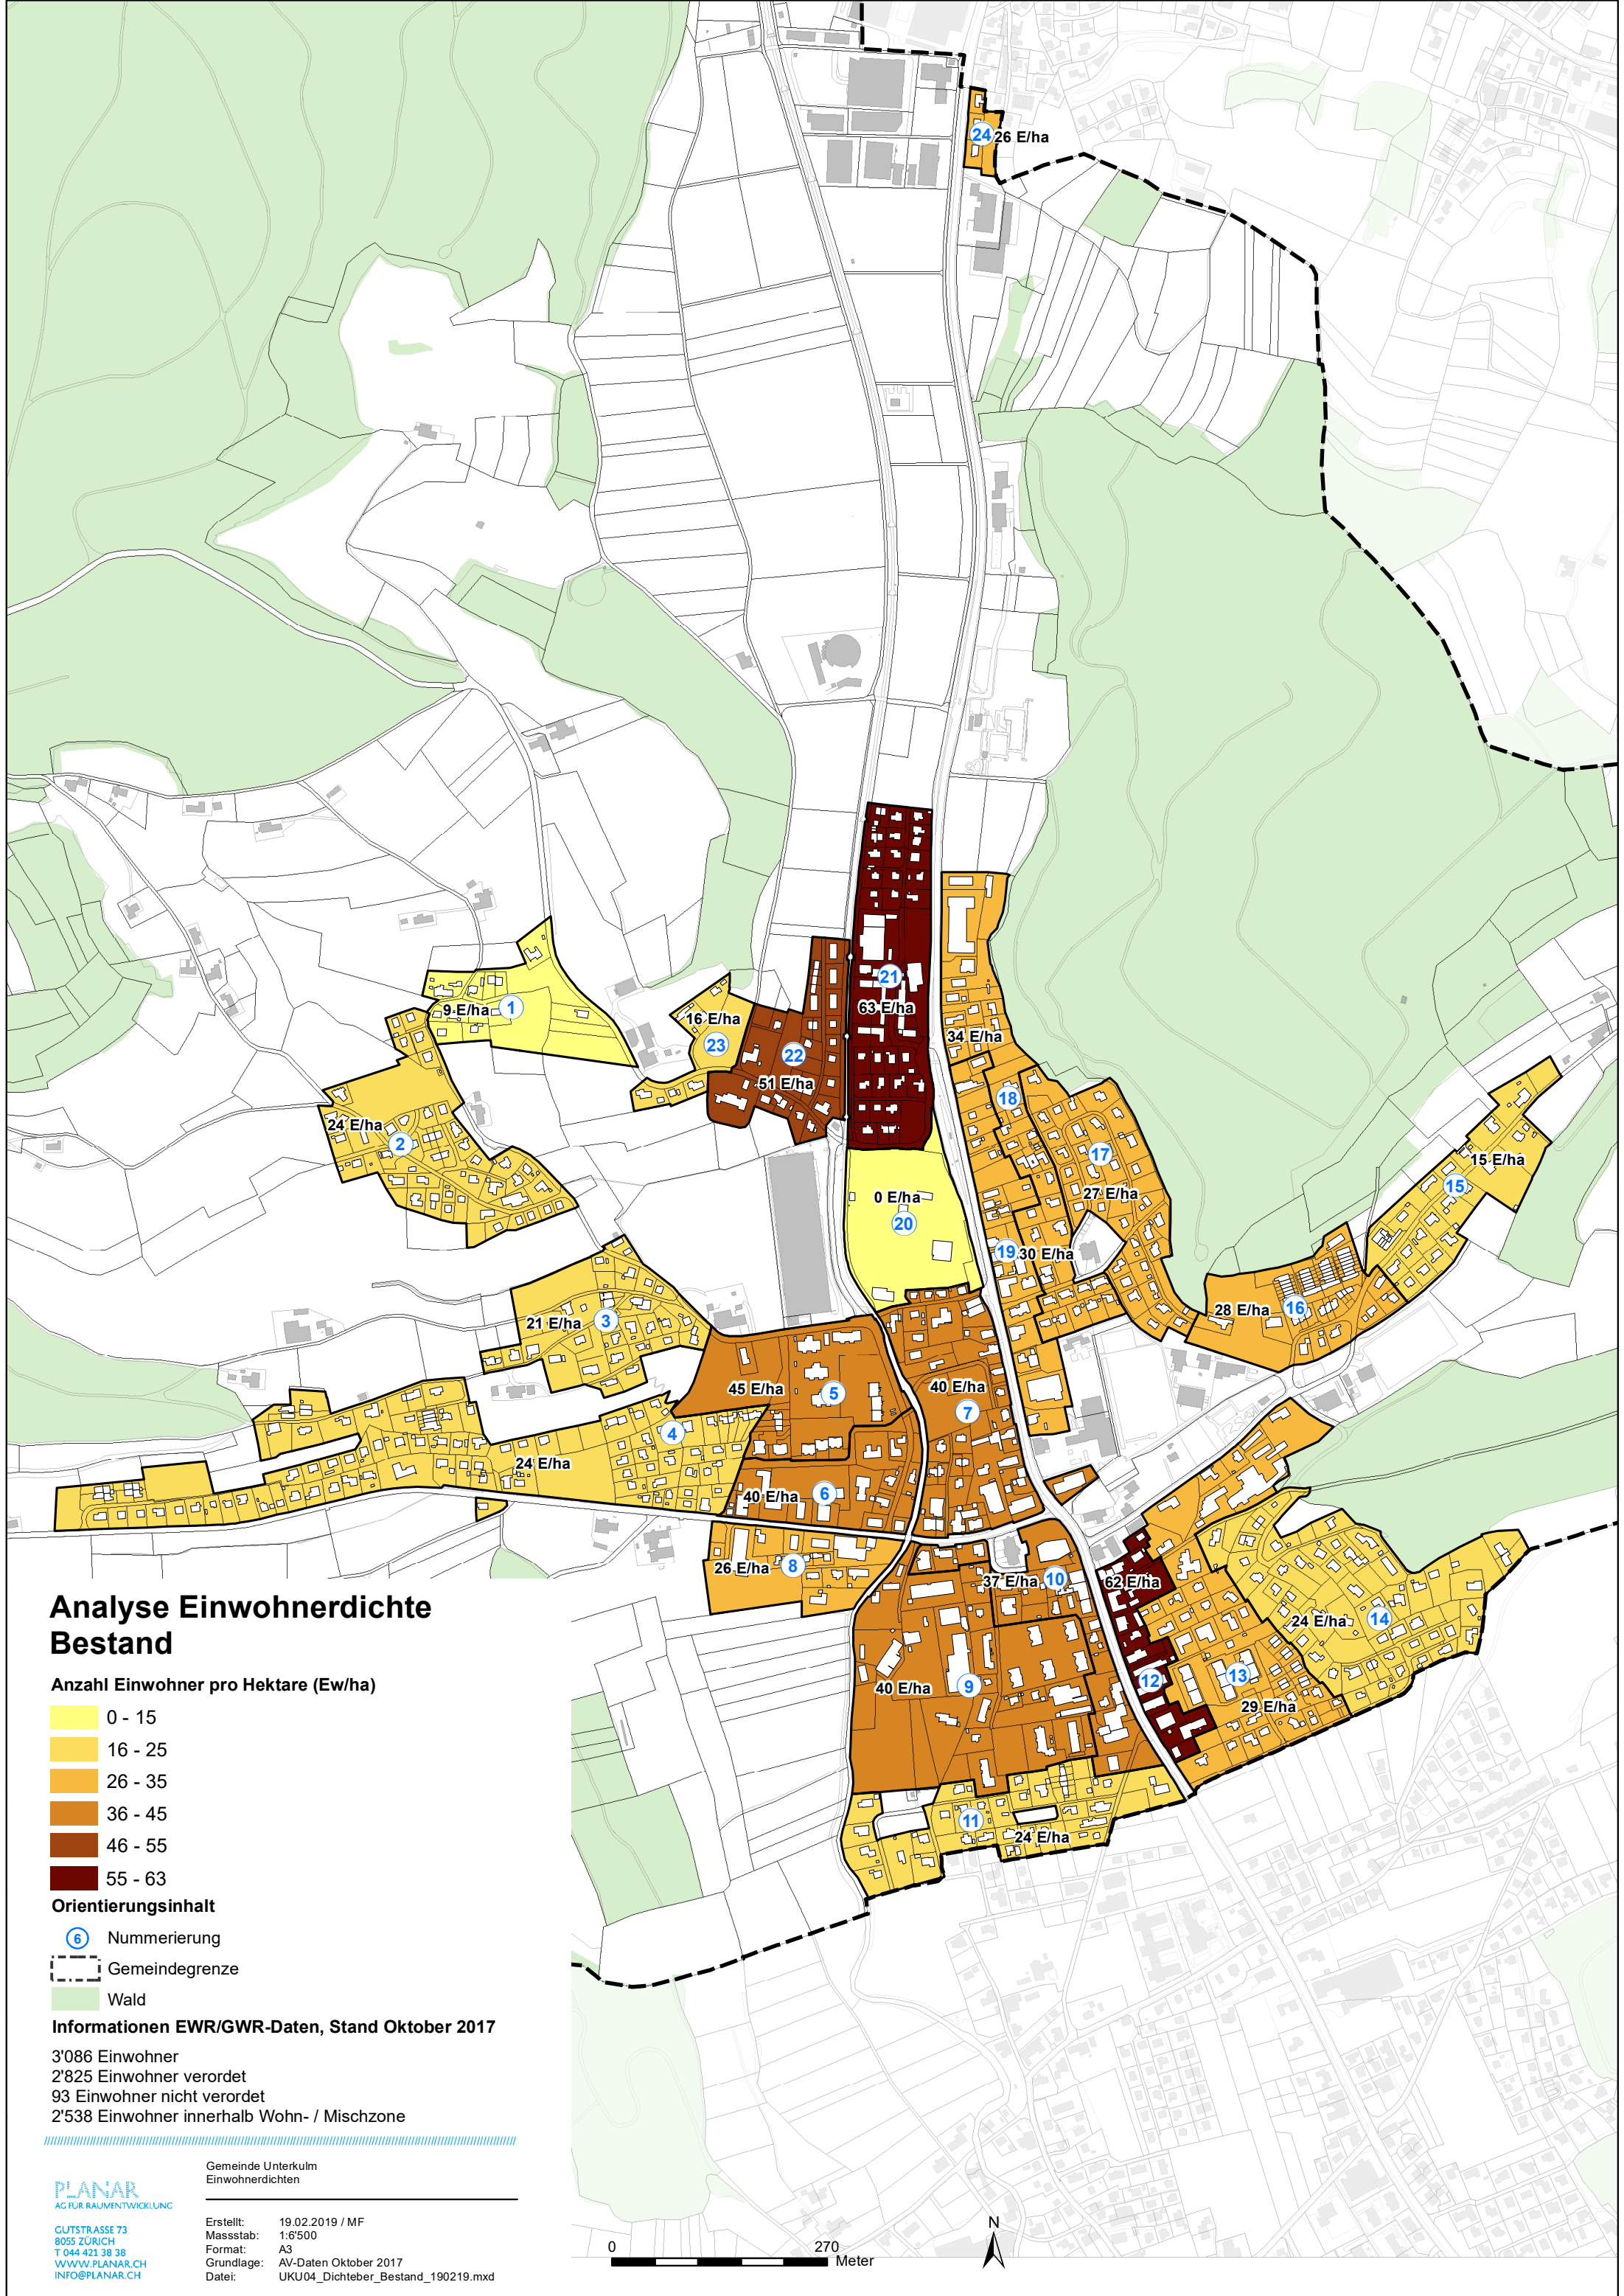 24 26 E/ha
21
63 E/ha
34 E/ha
9 E/ha 1
16 E/ha
23
22
51 E/ha
18
24 E/ha
2
17
27 E/ha
15 E/ha
15
0 E/ha
20
19 30 E/ha
28 E/ha 16
21 E/ha 3
45 E/ha 5
40 E/ha
7
4
24 E/ha
40 E/ha 6
26 E/ha 8
37 E/ha 10
62 E/ha
24 E/ha 14
12
13
29 E/ha
40 E/ha 9
11
24 E/ha
Analyse Einwohnerdichte
Bestand
Anzahl Einwohner pro Hektare (Ew/ha)
0 - 15
16 - 25
26 - 35
36 - 45
46 - 55
55 - 63
Orientierungsinhalt
6 Nummerierung
Gemeindegrenze
Wald
Informationen EWR/GWR-Daten, Stand Oktober 2017
3'086 Einwohner
2'825 Einwohner verordet
93 Einwohner nicht verordet
2'538 Einwohner innerhalb Wohn- / Mischzone
PLANAR
AG FÜR RAUMENTWICKLUNG
GUTSTRASSE 73
8055 ZÜRICH
T 044 421 38 38
WWW.PLANAR.CH
INFO@PLANAR.CH
Gemeinde Unterkulm
Einwohnerdichten
Erstellt: 19.02.2019 / MF
Massstab: 1:6'500
Format: A3
Grundlage: AV-Daten Oktober 2017
Datei: UKU04_Dichteber_Bestand_190219.mxd
0 270
Meter
N